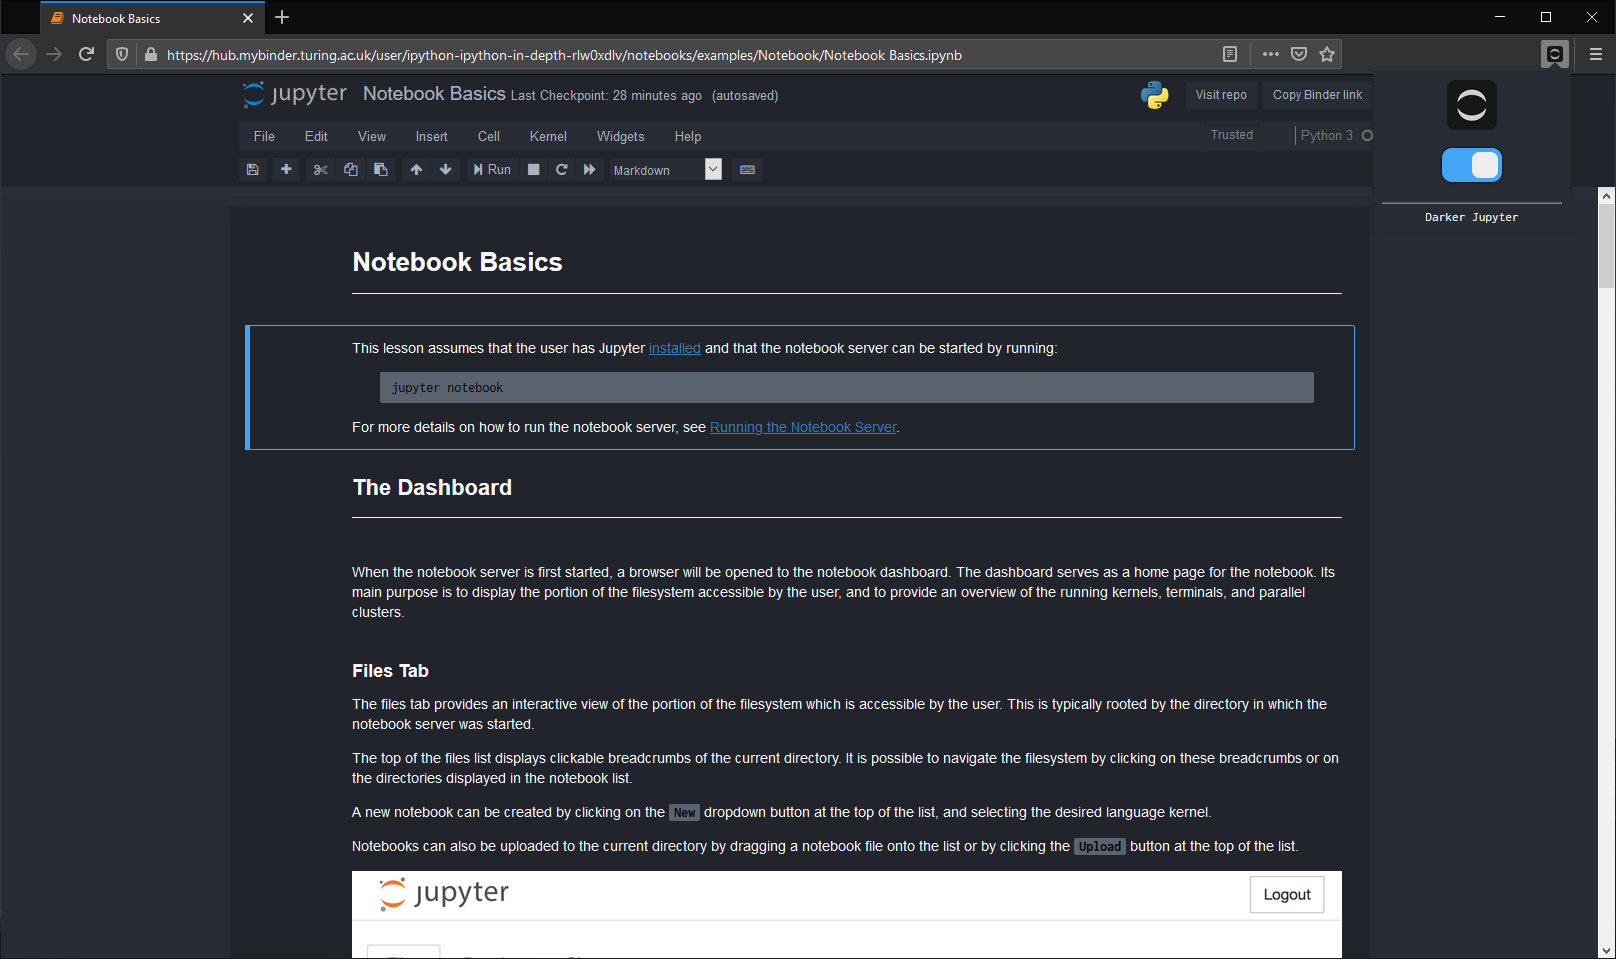 Notebook Basics
https://hub.mybinder.turing.ac.uk/user/ipython-ipython-in-depth-rlw0xdlv/notebooks/examples/Notebook/Notebook Basics.ipynb
jupyter Notebook Basics Last Checkpoint: 28 minutes ago (autosaved)
Visit repo Copy Binder link
File Edit View Insert Cell Kernel Widgets Help
Trusted Python 3
Run Markdown
Darker Jupyter
Notebook Basics
This lesson assumes that the user has Jupyter installed and that the notebook server can be started by running:
jupyter notebook
For more details on how to run the notebook server, see Running the Notebook Server.
The Dashboard
When the notebook server is first started, a browser will be opened to the notebook dashboard. The dashboard serves as a home page for the notebook. Its
main purpose is to display the portion of the filesystem accessible by the user, and to provide an overview of the running kernels, terminals, and parallel
clusters.
Files Tab
The files tab provides an interactive view of the portion of the filesystem which is accessible by the user. This is typically rooted by the directory in which the
notebook server was started.
The top of the files list displays clickable breadcrumbs of the current directory. It is possible to navigate the filesystem by clicking on these breadcrumbs or on
the directories displayed in the notebook list.
A new notebook can be created by clicking on the New dropdown button at the top of the list, and selecting the desired language kernel.
Notebooks can also be uploaded to the current directory by dragging a notebook file onto the list or by clicking the Upload button at the top of the list.
jupyter
Logout